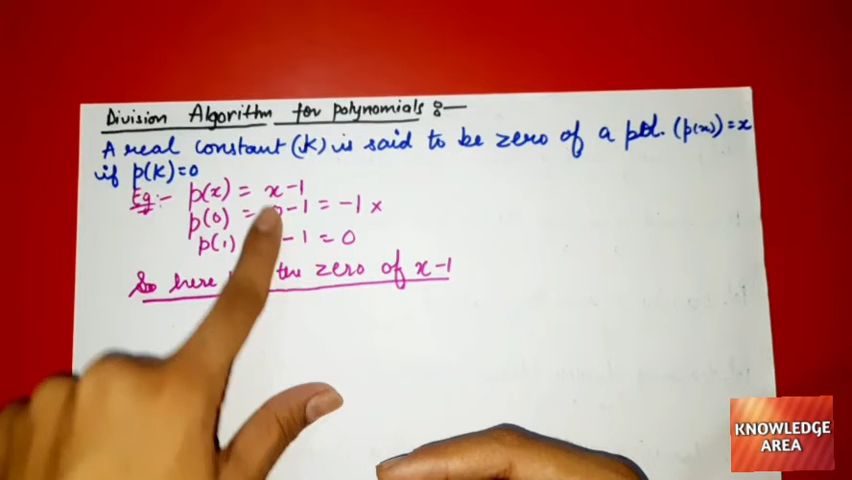 Division Algorithm for polynomials :—
A real constant (K) is said to be zero of a pol. (p(x)) = x
if p(K)=0
Eg:- p(x) = x-1
p(0) = -1 = -1 x
p(1) -1 = 0
So here the zero of x-1
KNOWLEDGE
AREA